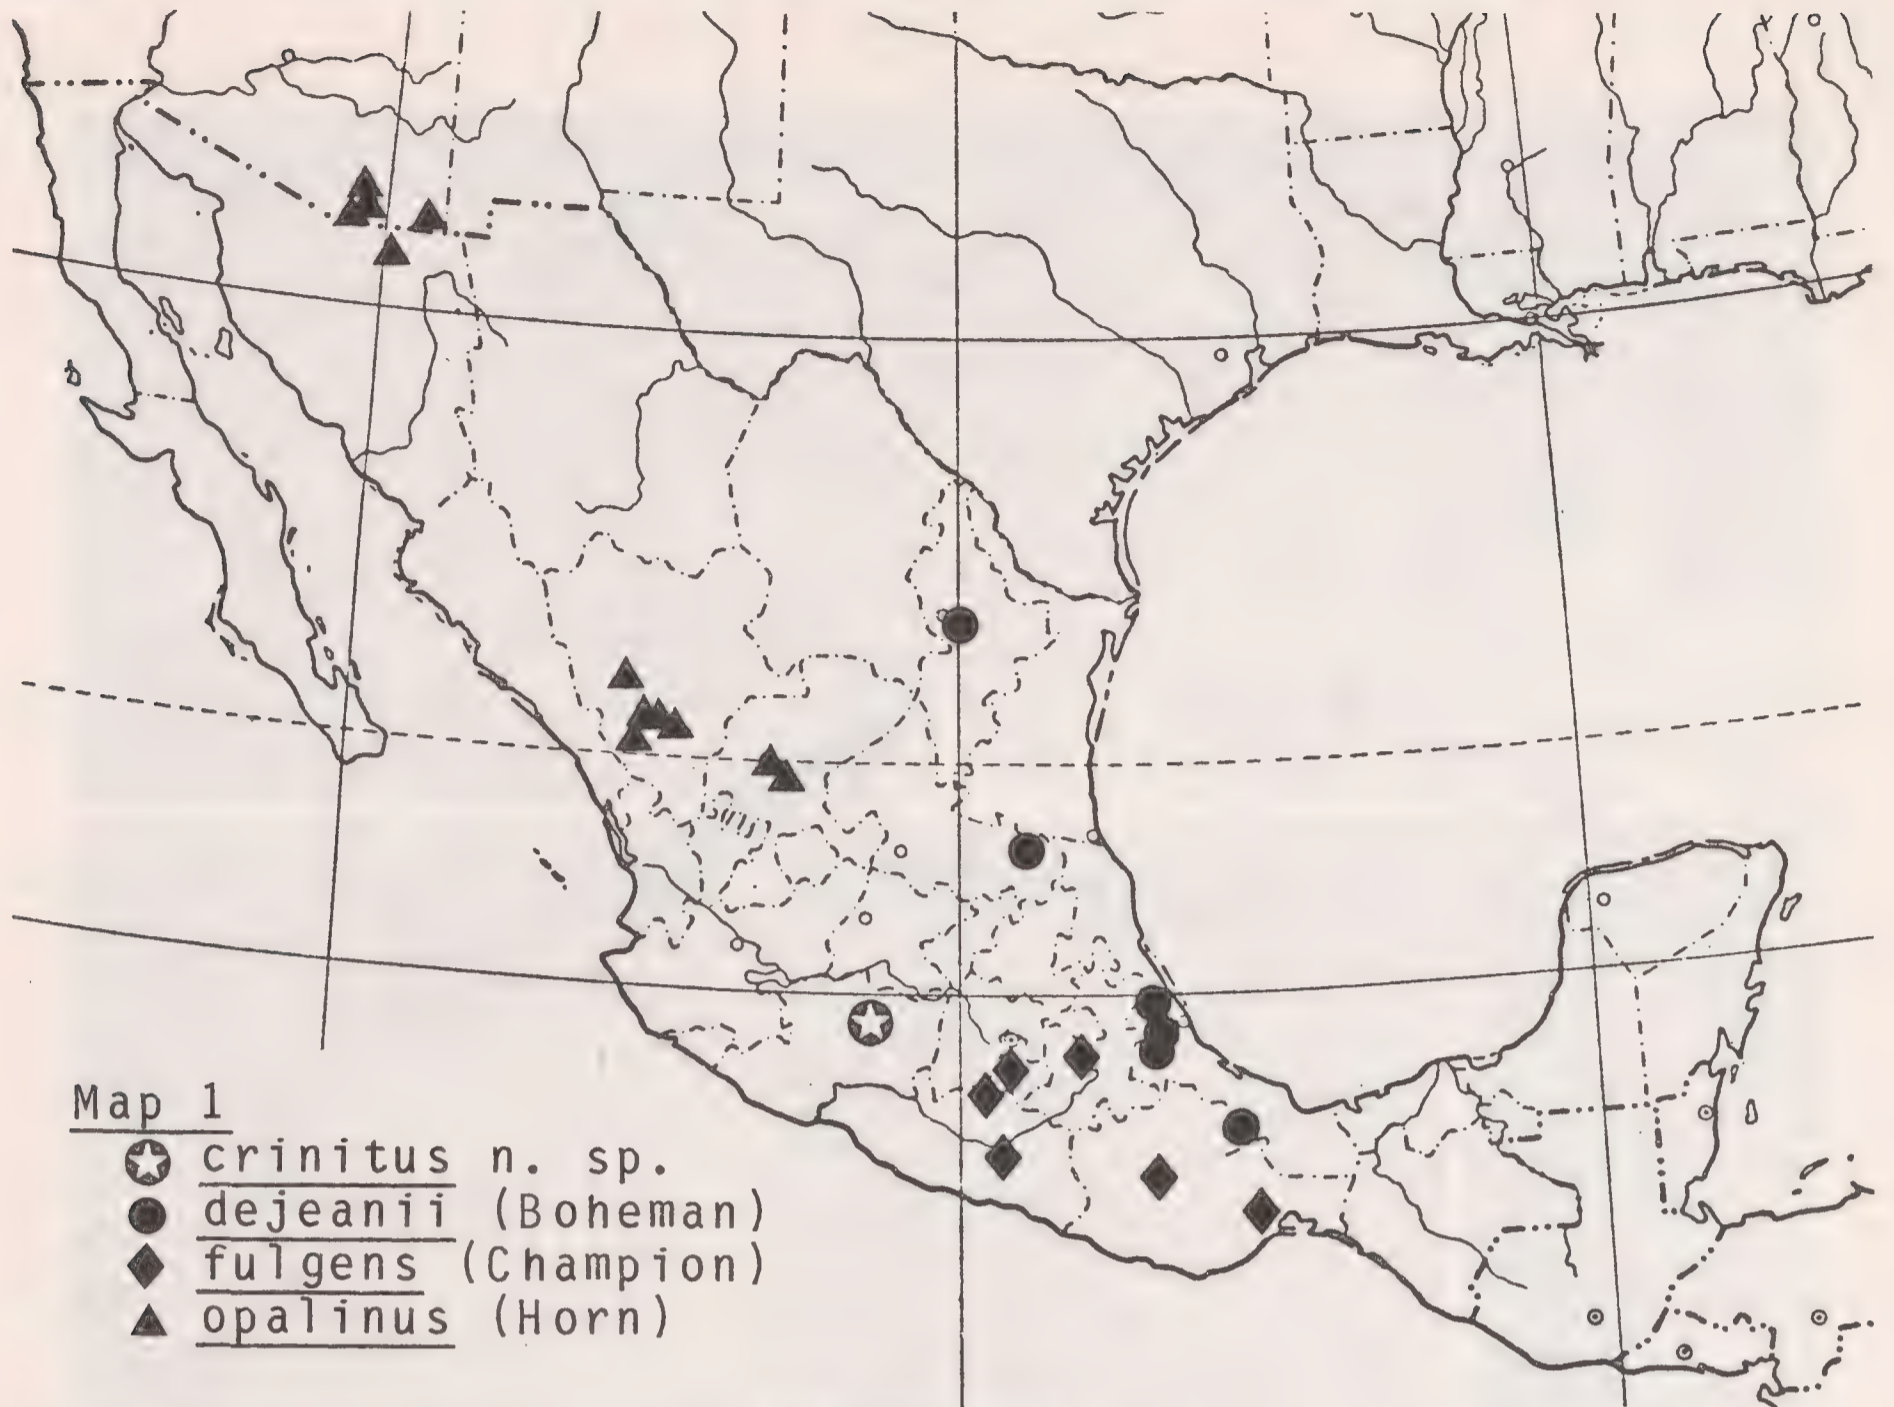 Map 1
crinitus n. sp.
dejeanii (Boheman)
fulgens (Champion)
opalinus (Horn)